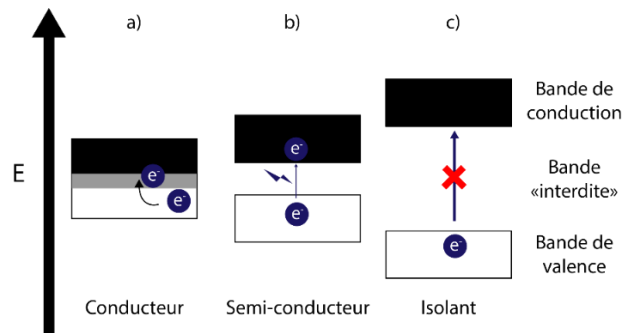 a)
b)
c)
E
e⁻
e⁻
e⁻
e⁻
e⁻
Bande de
conduction
Bande
«interdite»
Bande de
valence
Conducteur
Semi-conducteur
Isolant